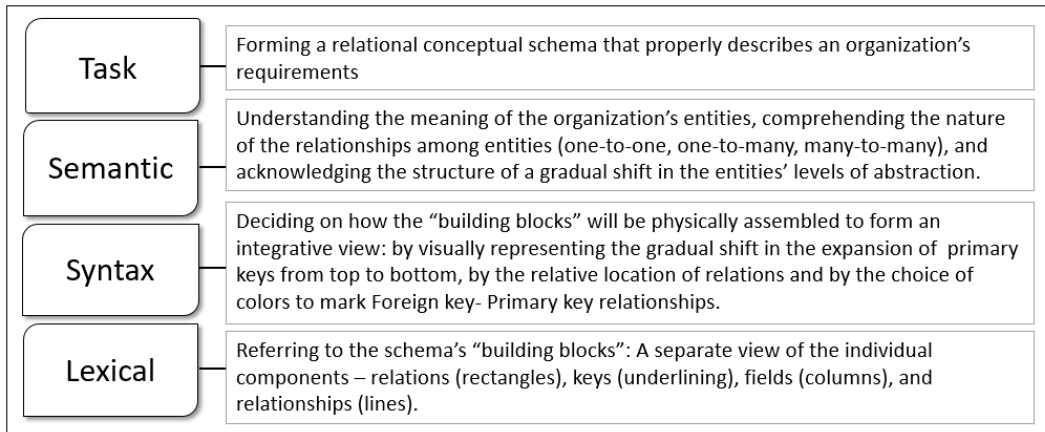 Task
Forming a relational conceptual schema that properly describes an organization's
requirements
Semantic
Understanding the meaning of the organization's entities, comprehending the nature
of the relationships among entities (one-to-one, one-to-many, many-to-many), and
acknowledging the structure of a gradual shift in the entities' levels of abstraction.
Syntax
Deciding on how the “building blocks” will be physically assembled to form an
integrative view: by visually representing the gradual shift in the expansion of primary
keys from top to bottom, by the relative location of relations and by the choice of
colors to mark Foreign key- Primary key relationships.
Lexical
Referring to the schema's “building blocks”: A separate view of the individual
components – relations (rectangles), keys (underlining), fields (columns), and
relationships (lines).